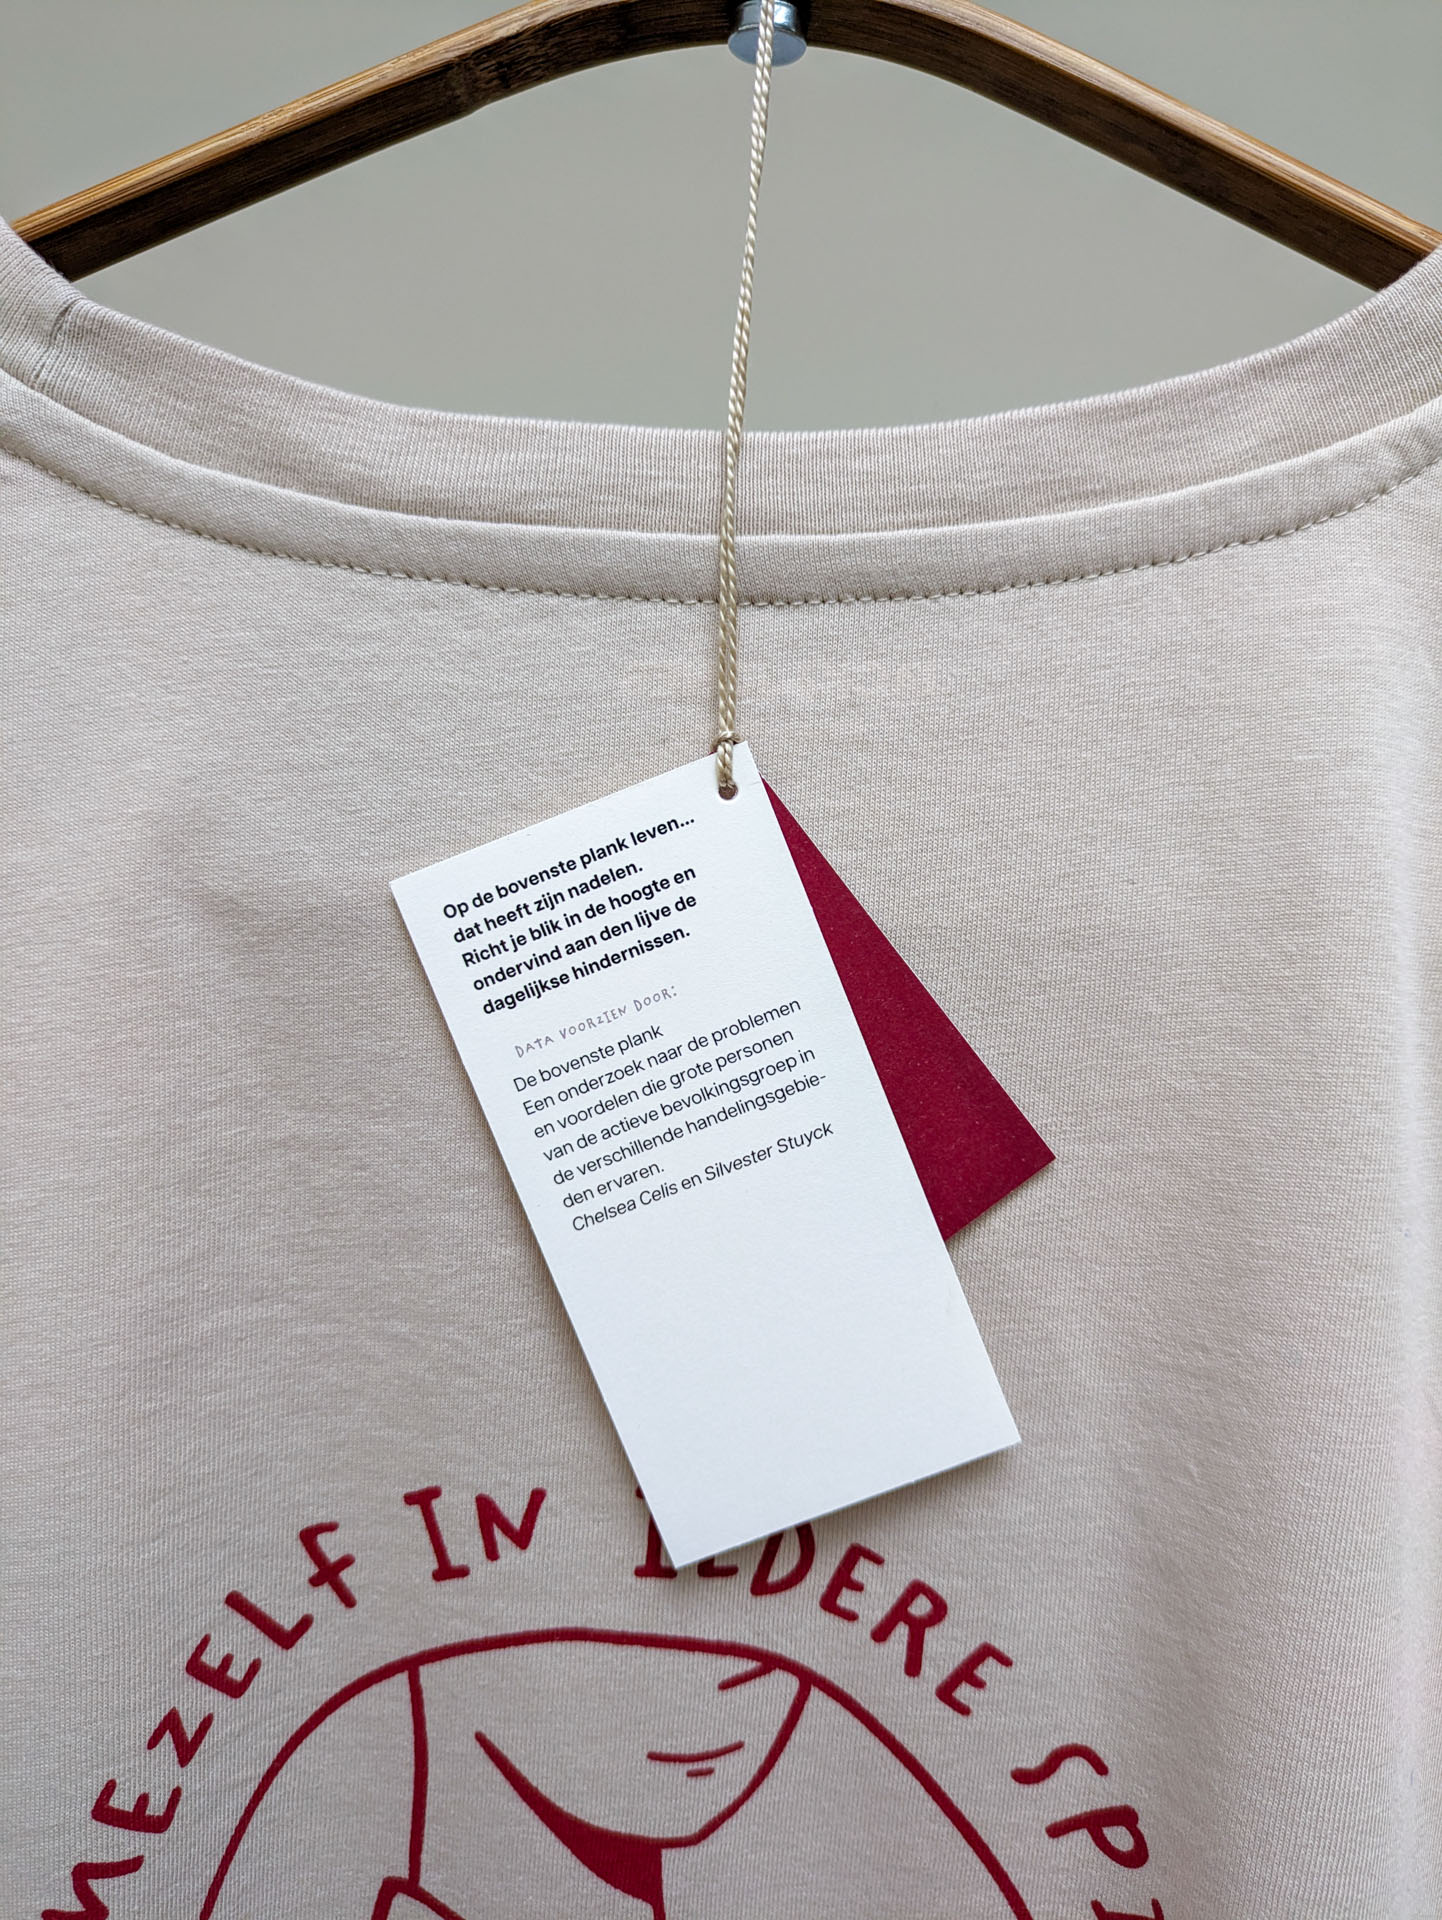 Op de bovenste plank leven...
dat heeft zijn nadelen.
Richt je blik in de hoogte en
ondervind aan den lijve de
dagelijkse hindernissen.
DATA VOORZIEN DOOR:
De bovenste plank
Een onderzoek naar de problemen
en voordelen die grote personen
van de actieve bevolkingsgroep in
de verschillende handelingsgebie-
den ervaren.
Chelsea Celis en Silvester Stuyck
MEZELF IN IEDERE